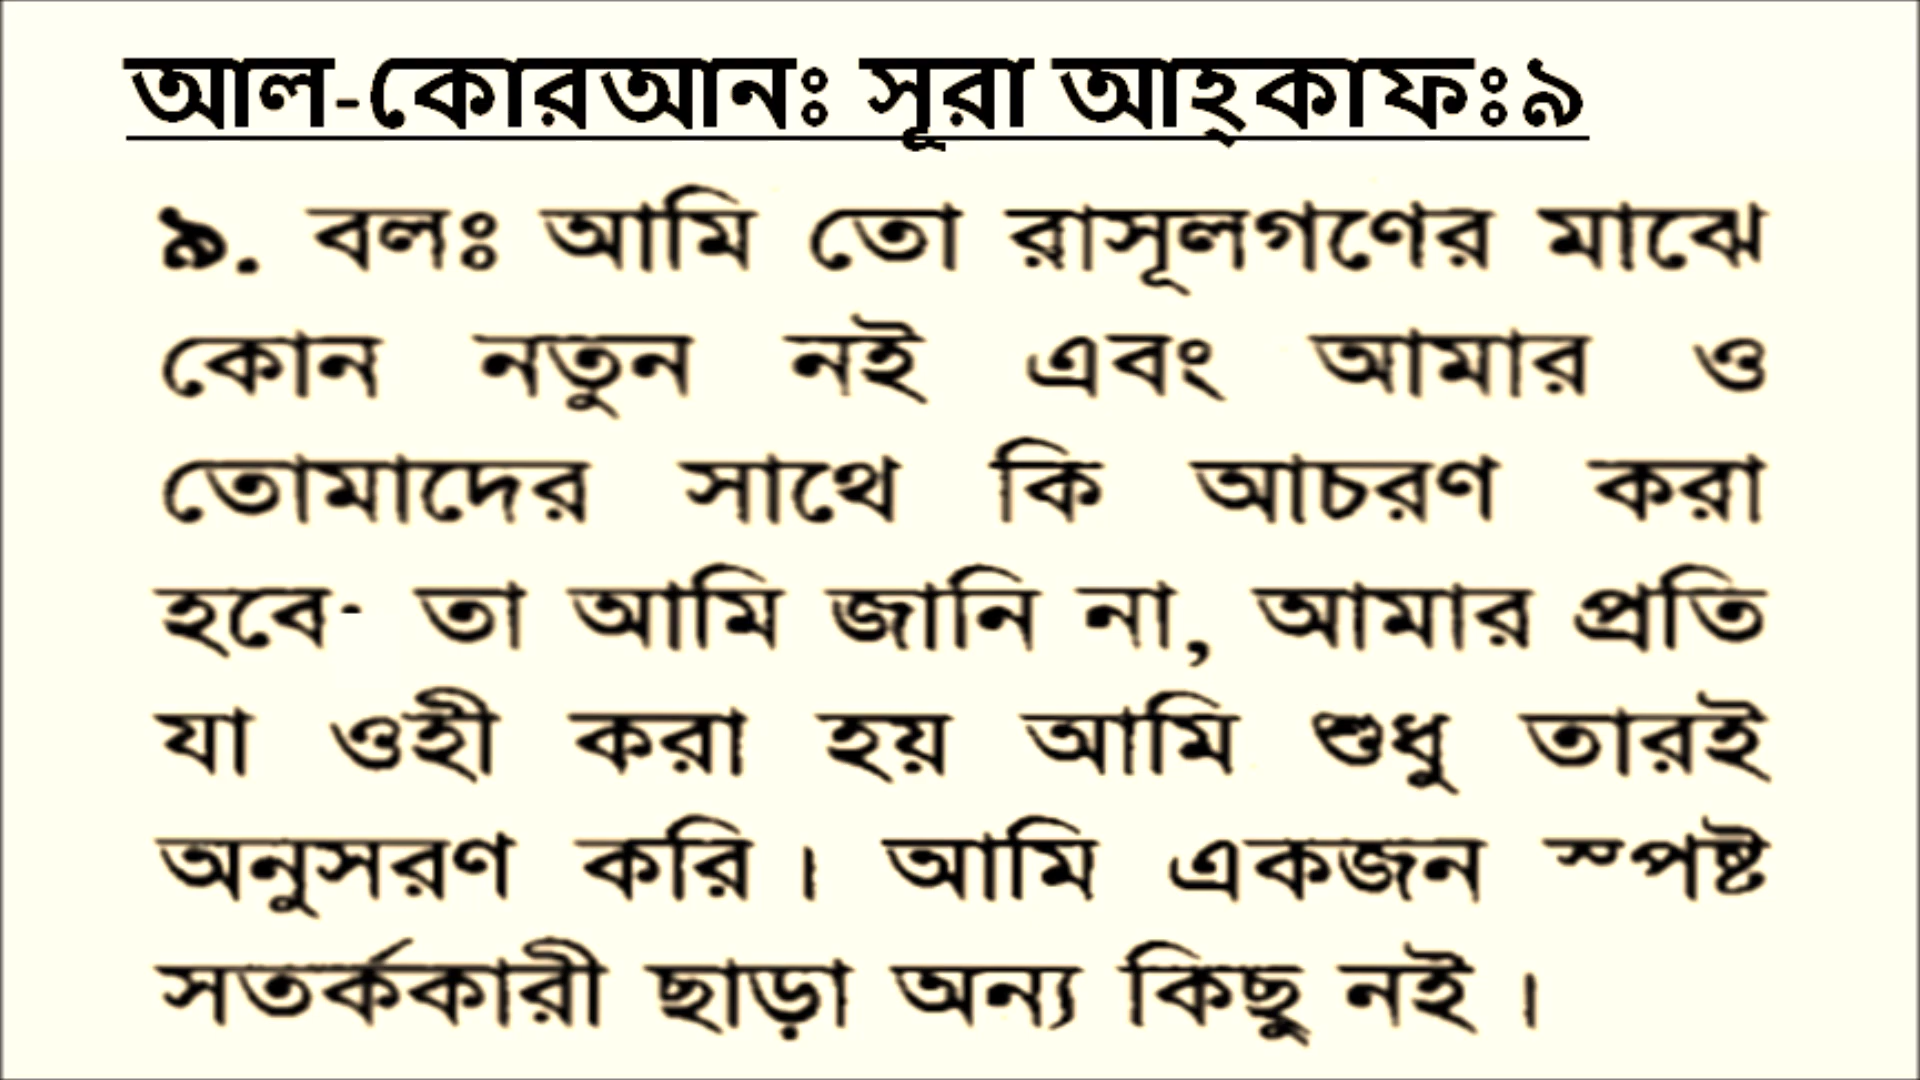 আল-কোরআনঃ সূরা আহ্‌কাফঃ৯
৯. বলঃ আমি তো রাসূলগণের মাঝে
কোন নতুন নই এবং আমার ও
তোমাদের সাথে কি আচরণ করা
হবে- তা আমি জানি না, আমার প্রতি
যা ওহী করা হয় আমি শুধু তারই
অনুসরণ করি। আমি একজন স্পষ্ট
সতর্ককারী ছাড়া অন্য কিছু নই।